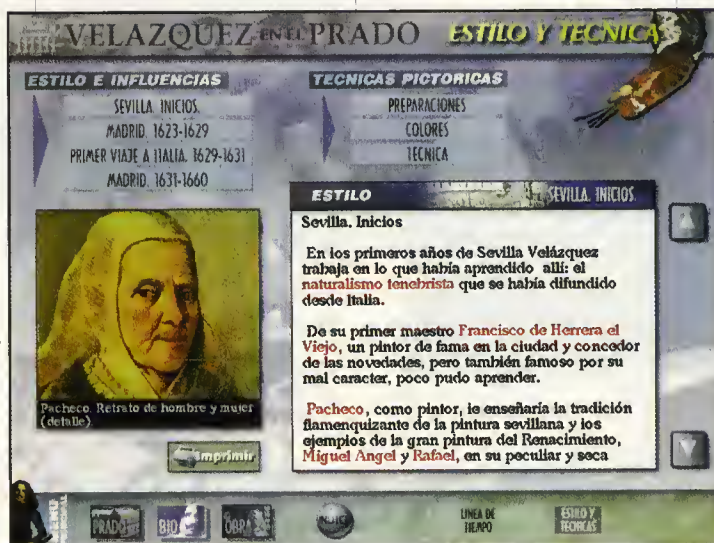 VELAZQUEZ EN EL PRADO
ESTILO Y TECNICA
ESTILO E INFLUENCIAS
SEVILLA. INICIOS.
MADRID. 1623-1629
PRIMER VIAJE A ITALIA. 1629-1631
MADRID. 1631-1660
TECNICAS PICTORICAS
PREPARACIONES
COLORES
TECNICA
Pacheco. Retrato de hombre y mujer
(detalle).
Imprimir
ESTILO
SEVILLA. INICIOS.
Sevilla. Inicios
En los primeros años de Sevilla Velázquez
trabaja en lo que había aprendido allí: el
naturalismo tenebrista que se había difundido
desde Italia.
De su primer maestro Francisco de Herrera el
Viejo, un pintor de fama en la ciudad y concedor
de las novedades, pero también famoso por su
mal caracter, poco pudo aprender.
Pacheco, como pintor, le enseñaría la tradición
flamenquizante de la pintura sevillana y los
ejemplos de la gran pintura del Renacimiento,
Miguel Angel y Rafael, en su peculiar y seca
MENU
PRINCIPAL
PRADO
BIO
OBRA
LINEA DE
TIEMPO
ESTILO Y
TECNICAS